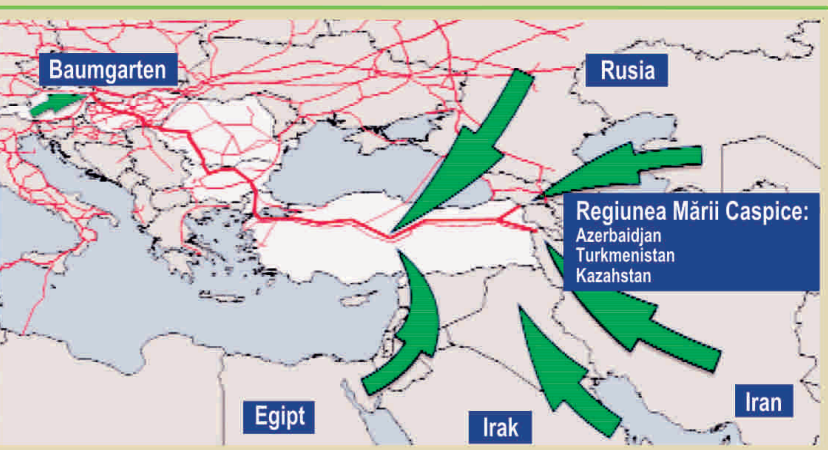 Baumgarten
Rusia
Regiunea Mării Caspice:
Azerbaidjan
Turkmenistan
Kazahstan
Iran
Egipt
Irak